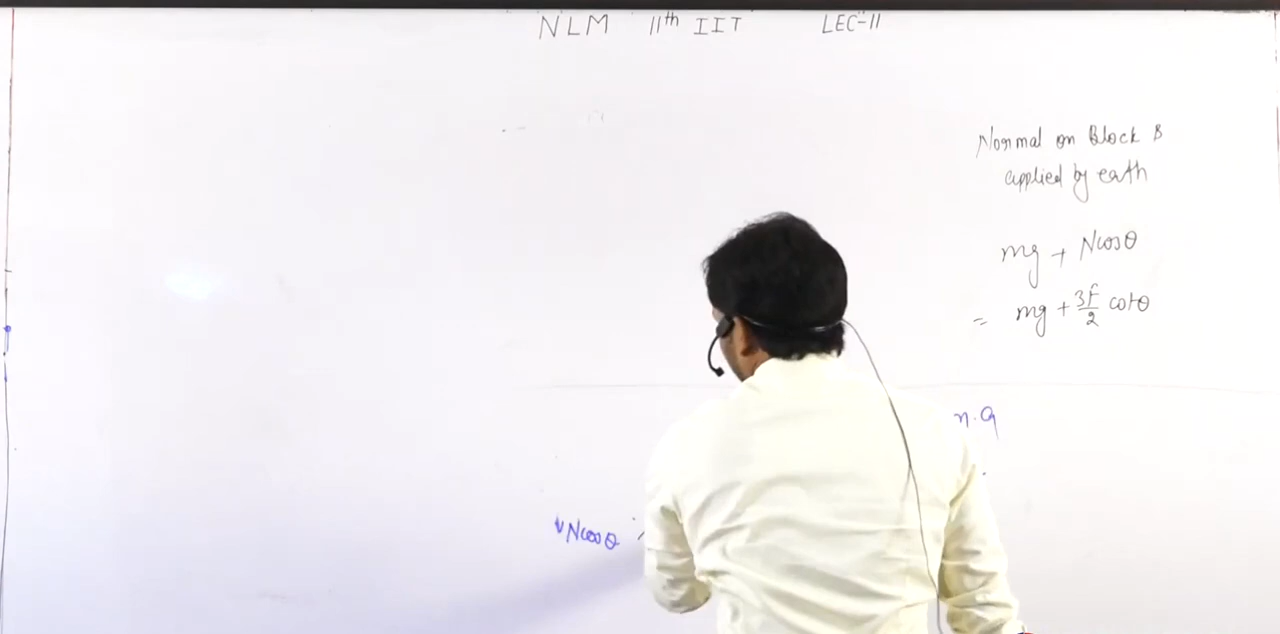 NLM 11th IIT LEC-11
Normal on Block B
applied by earth
mg + Ncosθ
= mg + 3F/2 cotθ
Ncosθ